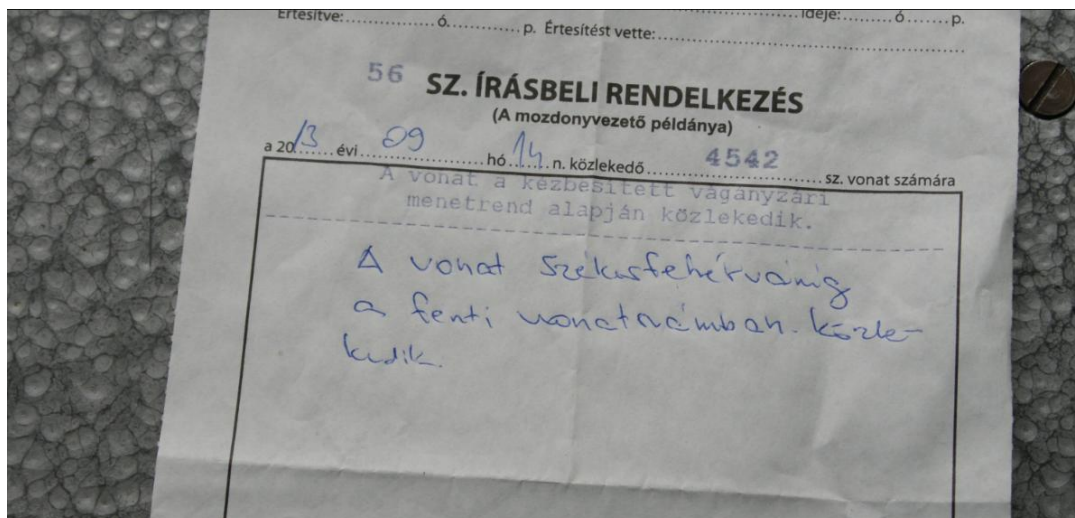 Értesítve:.............ó...............p. Értesítést vette:........................... ideje:.........ó.......p.
56 SZ. ÍRÁSBELI RENDELKEZÉS
(A mozdonyvezető példánya)
a 2013 évi 09 hó 14 n. közlekedő 4542 sz. vonat számára
A vonat a kézbesített vágányzári
menetrend alapján közlekedik.
A vonat Székesfehérvárig
a fenti vonatszámban közle-
kedik.